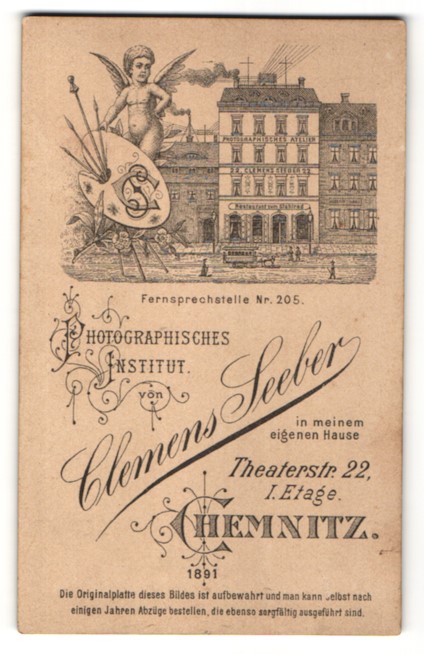 CS
PHOTOGRAPHISCHES ATELIER
CLEMENS SEEBER
Restaurant zum
Fernsprechstelle Nr. 205.
PHOTOGRAPHISCHES
INSTITUT.
von
Clemens Seeber
in meinem
eigenen Hause
Theaterstr. 22,
I. Etage.
CHEMNITZ.
1891
Die Originalplatte dieses Bildes ist aufbewahrt und man kann selbst nach
einigen Jahren Abzüge bestellen, die ebenso sorgfältig ausgeführt sind.